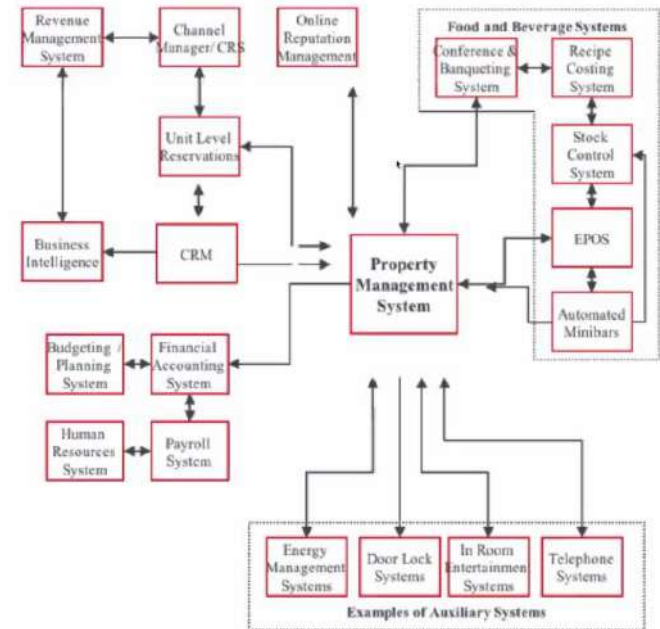 Revenue
Management
System
Channel
Manager/ CRS
Online
Reputation
Management
Food and Beverage Systems
Conference &
Banqueting
System
Recipe
Costing
System
Unit Level
Reservations
Stock
Control
System
Business
Intelligence
CRM
Property
Management
System
EPOS
Automated
Minibars
Budgeting /
Planning
System
Financial
Accounting
System
Human
Resources
System
Payroll
System
Energy
Management
Systems
Door Lock
Systems
In Room
Entertainmen
Systems
Telephone
Systems
Examples of Auxiliary Systems